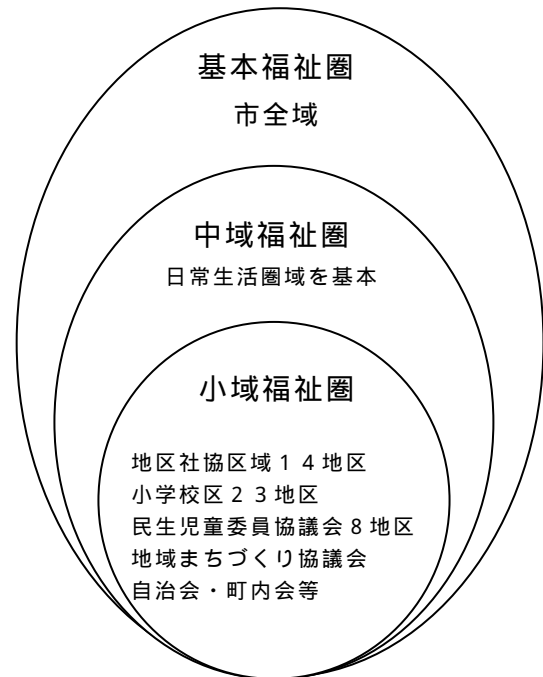 基本福祉圏
市全域
中域福祉圏
日常生活圏域を基本
小域福祉圏
地区社協区域１４地区
小学校区２３地区
民生児童委員協議会８地区
地域まちづくり協議会
自治会・町内会等